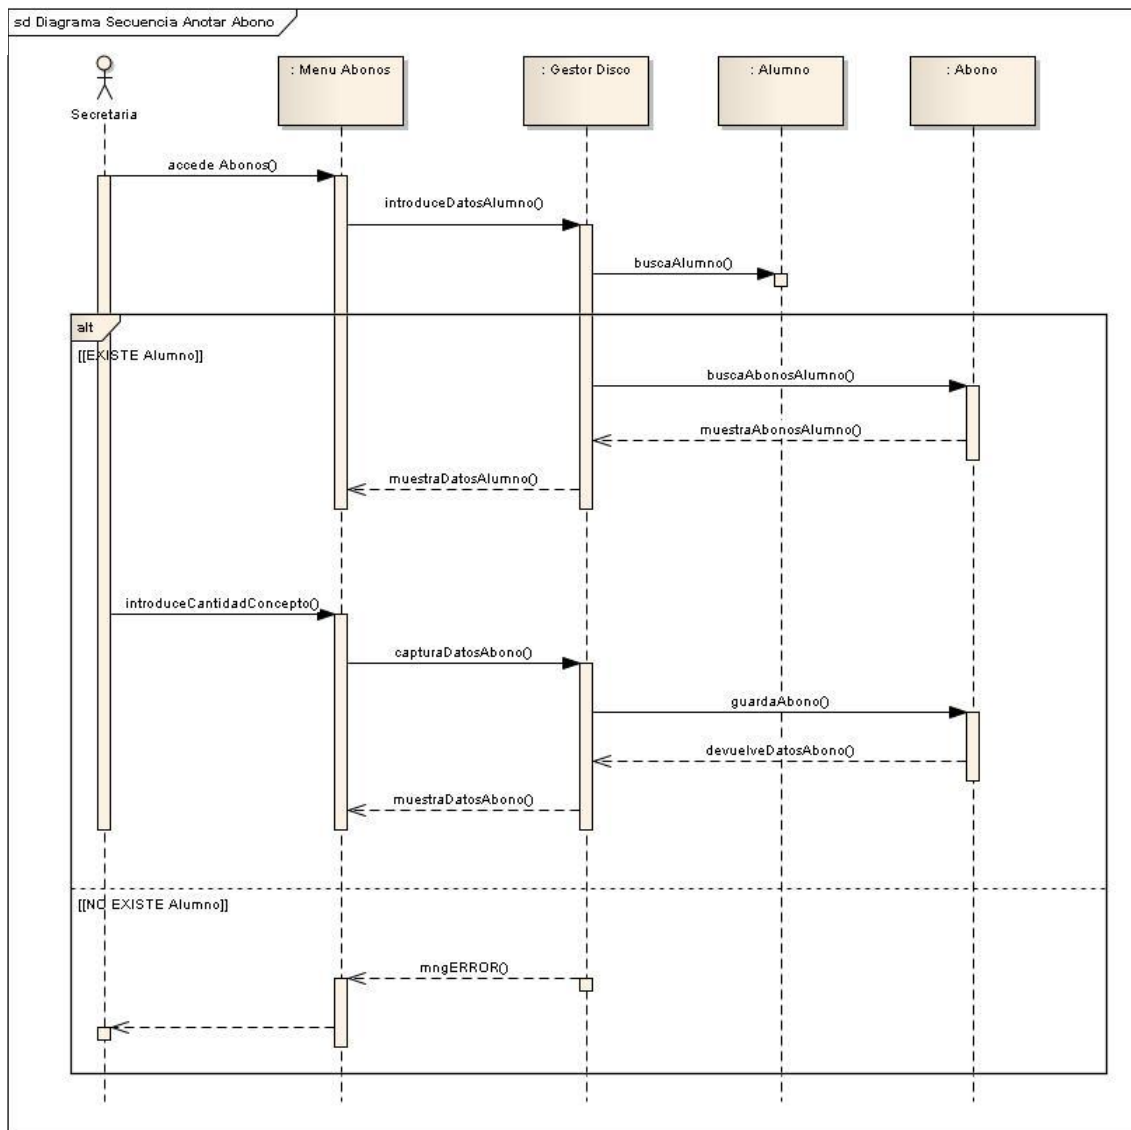 sd Diagrama Secuencia Anotar Abono
Secretaria
: Menu Abonos
: Gestor Disco
: Alumno
: Abono
accede Abonos()
introduceDatosAlumno()
buscaAlumno()
alt
[[EXISTE Alumno]]
buscaAbonosAlumno()
muestraAbonosAlumno()
muestraDatosAlumno()
introduceCantidadConcepto()
capturaDatosAbono()
guardaAbono()
devuelveDatosAbono()
muestraDatosAbono()
[[NO EXISTE Alumno]]
mngERROR()